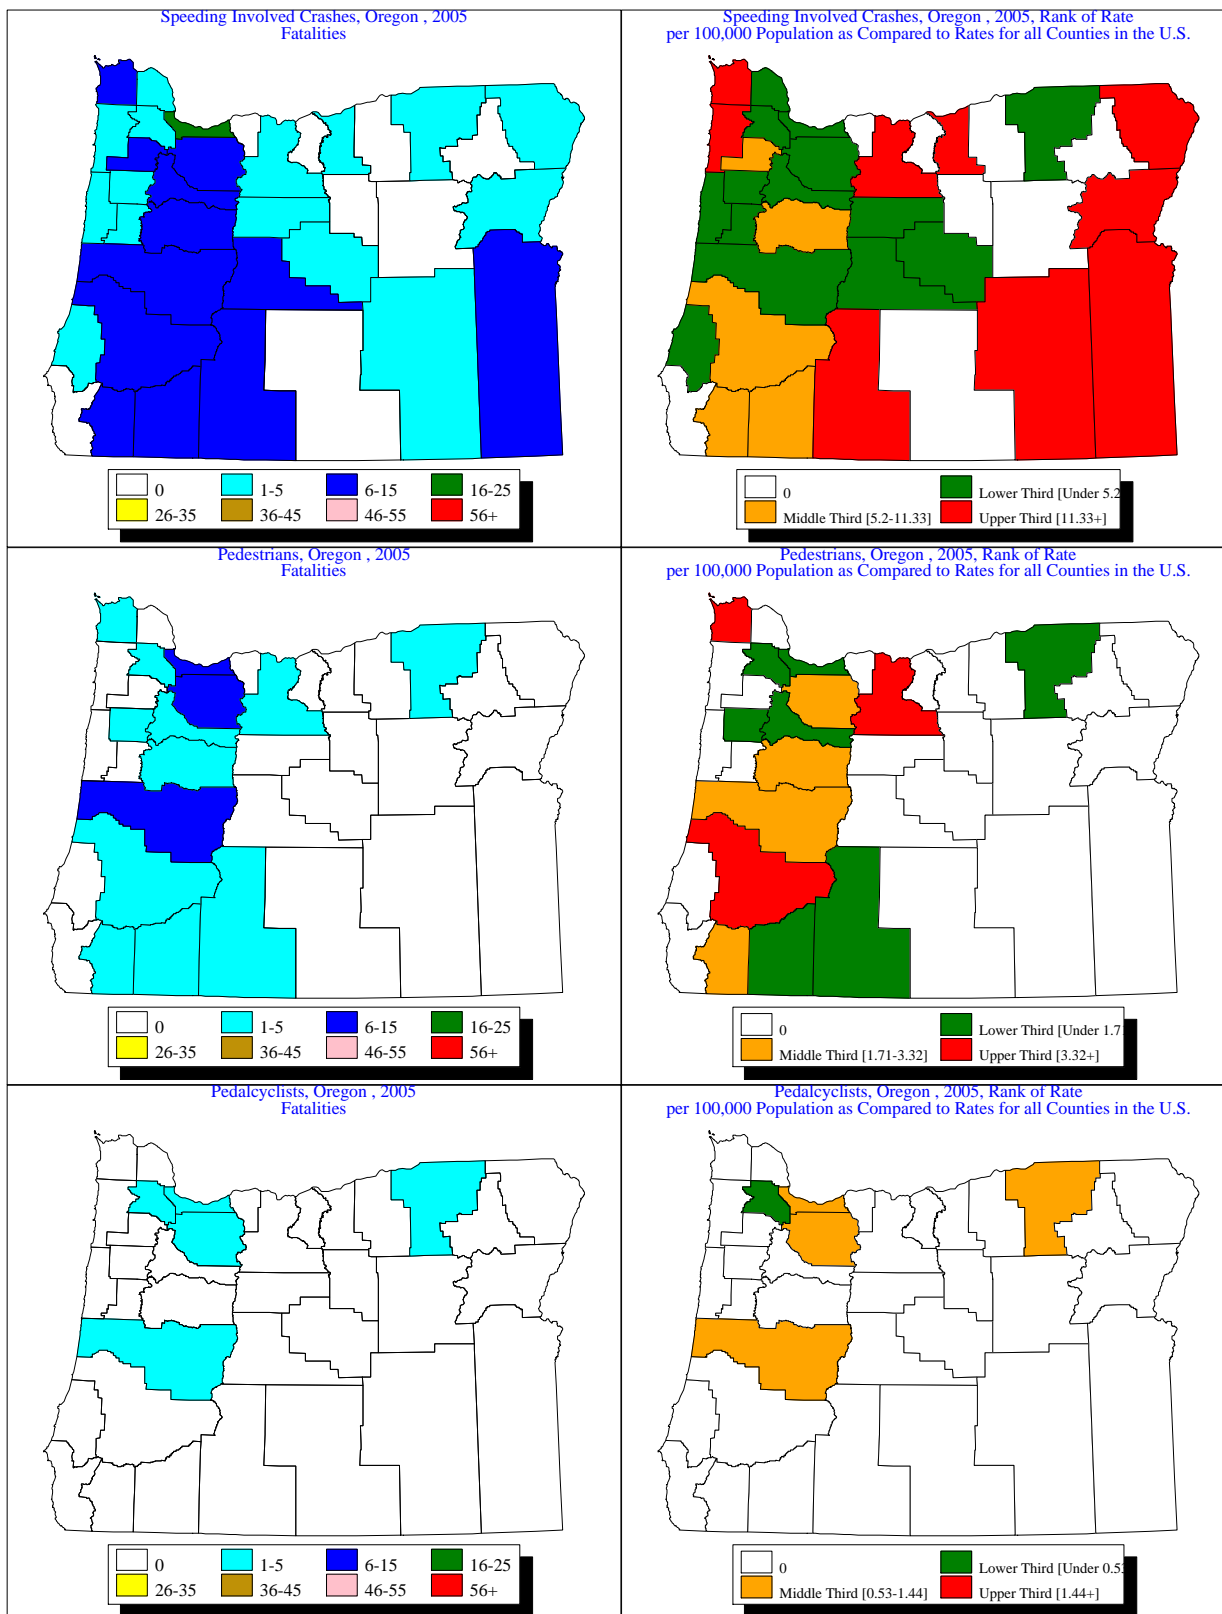 Speeding Involved Crashes, Oregon , 2005
Fatalities
0
1-5
6-15
16-25
26-35
36-45
46-55
56+
Speeding Involved Crashes, Oregon , 2005, Rank of Rate
per 100,000 Population as Compared to Rates for all Counties in the U.S.
0
Lower Third [Under 5.2
Middle Third [5.2-11.33]
Upper Third [11.33+]
Pedestrians, Oregon , 2005
Fatalities
0
1-5
6-15
16-25
26-35
36-45
46-55
56+
Pedestrians, Oregon , 2005, Rank of Rate
per 100,000 Population as Compared to Rates for all Counties in the U.S.
0
Lower Third [Under 1.7
Middle Third [1.71-3.32]
Upper Third [3.32+]
Pedalcyclists, Oregon , 2005
Fatalities
0
1-5
6-15
16-25
26-35
36-45
46-55
56+
Pedalcyclists, Oregon , 2005, Rank of Rate
per 100,000 Population as Compared to Rates for all Counties in the U.S.
0
Lower Third [Under 0.53
Middle Third [0.53-1.44]
Upper Third [1.44+]